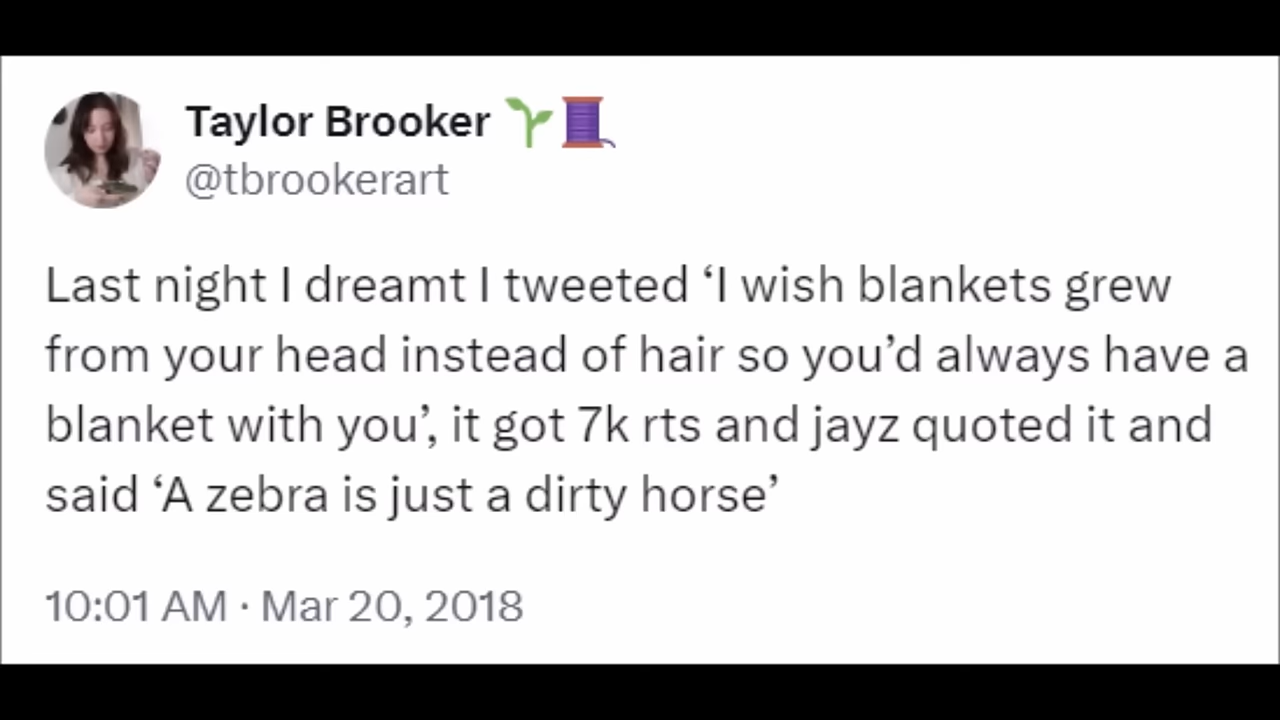 Taylor Brooker 🌱🧵
@tbrookerart
Last night I dreamt I tweeted ‘I wish blankets grew
from your head instead of hair so you’d always have a
blanket with you’, it got 7k rts and jayz quoted it and
said ‘A zebra is just a dirty horse’
10:01 AM · Mar 20, 2018